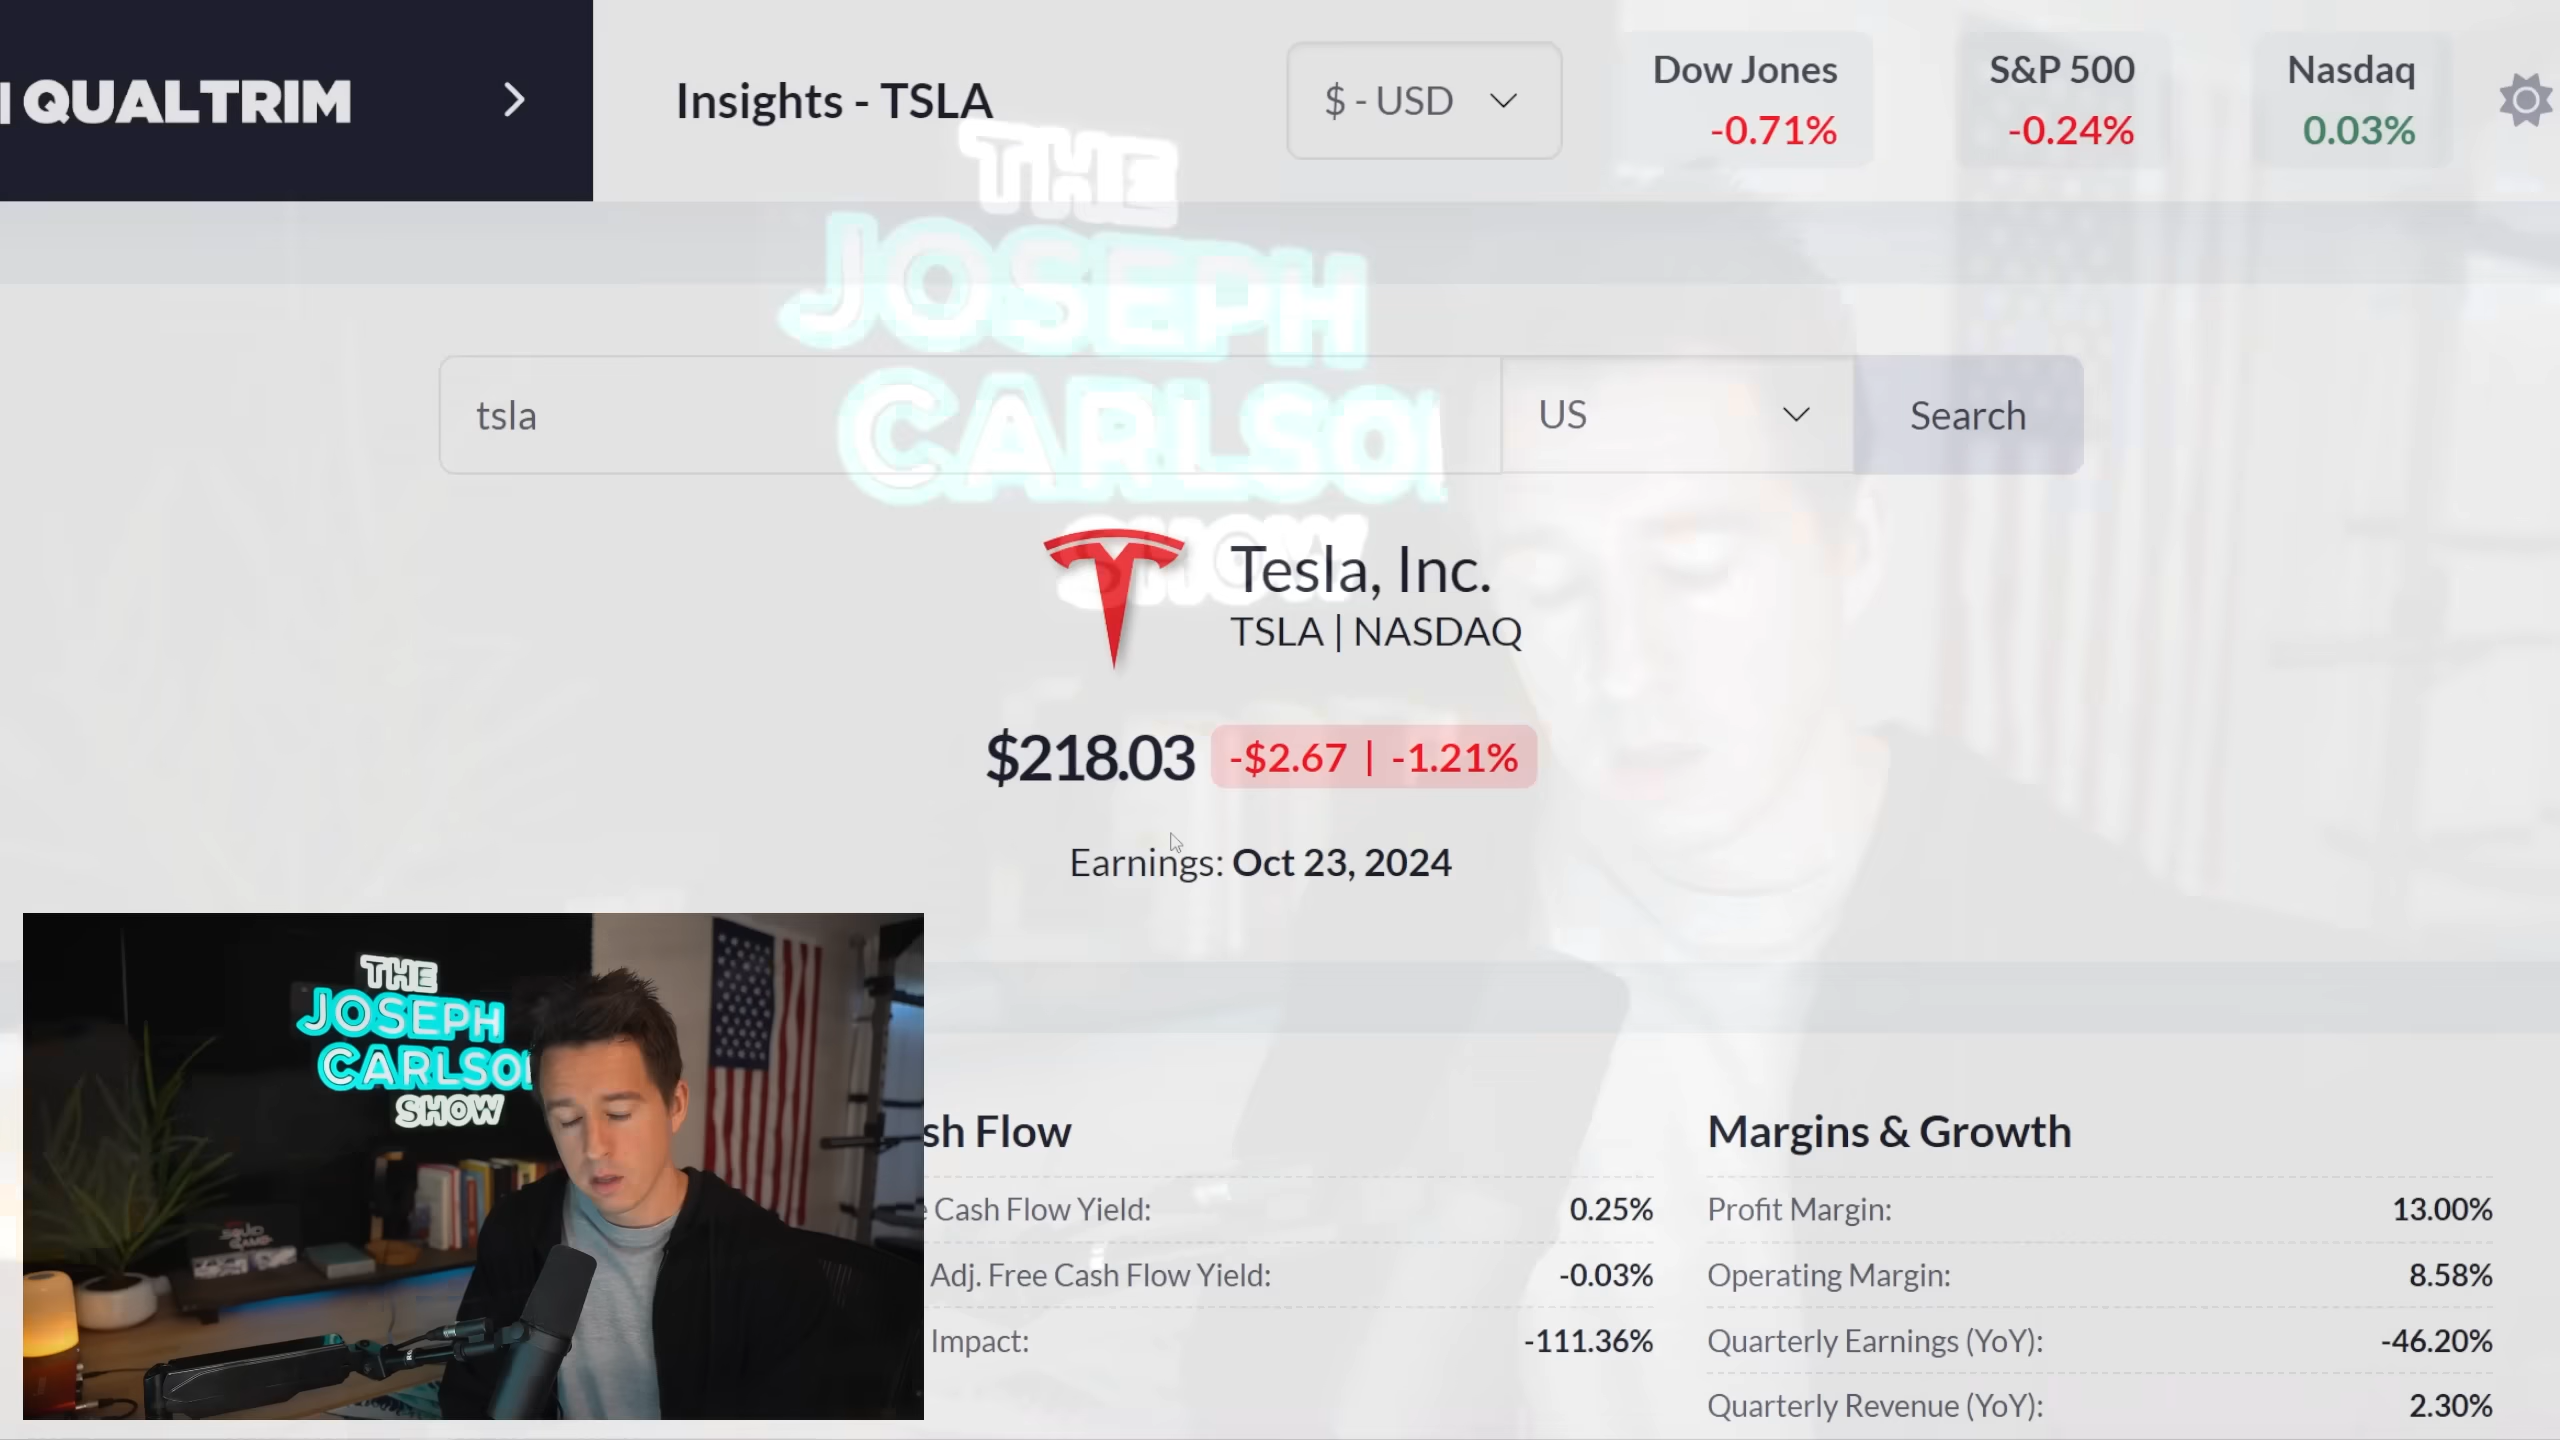 QUALTRIM
Insights - TSLA
$ - USD
Dow Jones
-0.71%
S&P 500
-0.24%
Nasdaq
0.03%
THE
JOSEPH
CARLSO
SHOW
tsla
US
Search
Tesla, Inc.
TSLA | NASDAQ
$218.03
-$2.67 | -1.21%
Earnings: Oct 23, 2024
THE
JOSEPH
CARLSO
SHOW
sh Flow
e Cash Flow Yield: 0.25%
Adj. Free Cash Flow Yield: -0.03%
Impact: -111.36%
Margins & Growth
Profit Margin: 13.00%
Operating Margin: 8.58%
Quarterly Earnings (YoY): -46.20%
Quarterly Revenue (YoY): 2.30%